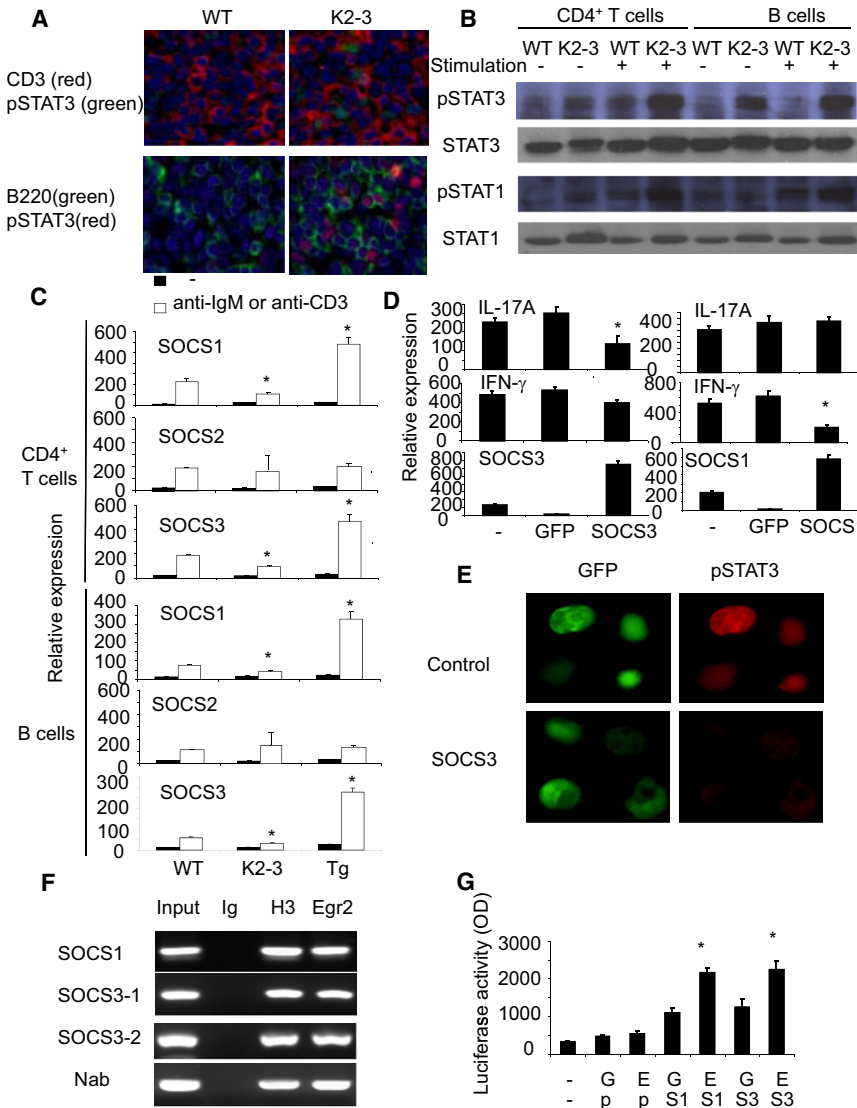 A
WT K2-3
CD3 (red)
pSTAT3 (green)
B220(green)
pSTAT3(red)
B
CD4+ T cells B cells
WT K2-3 WT K2-3 WT K2-3 WT K2-3
Stimulation - - + + - - + +
pSTAT3
STAT3
pSTAT1
STAT1
C
-
anti-IgM or anti-CD3
Relative expression
CD4+
T cells
600
400
200
0
SOCS1
*
*
600
400
200
0
SOCS2
600
400
200
0
SOCS3
*
*
B cells
400
300
200
100
0
SOCS1
*
*
600
400
200
0
SOCS2
300
200
100
0
SOCS3
*
*
WT K2-3 Tg
D
Relative expression
300
200
100
0
IL-17A
*
600
400
200
0
IFN-γ
800
600
400
200
0
SOCS3
- GFP SOCS3
400
200
0
IL-17A
800
400
0
IFN-γ
*
600
400
200
0
SOCS1
- GFP SOCS
E
GFP pSTAT3
Control
SOCS3
F
Input Ig H3 Egr2
SOCS1
SOCS3-1
SOCS3-2
Nab
G
Luciferase activity (OD)
3000
2000
1000
0
* *
- G E G E G E
- p p S1 S1 S3 S3